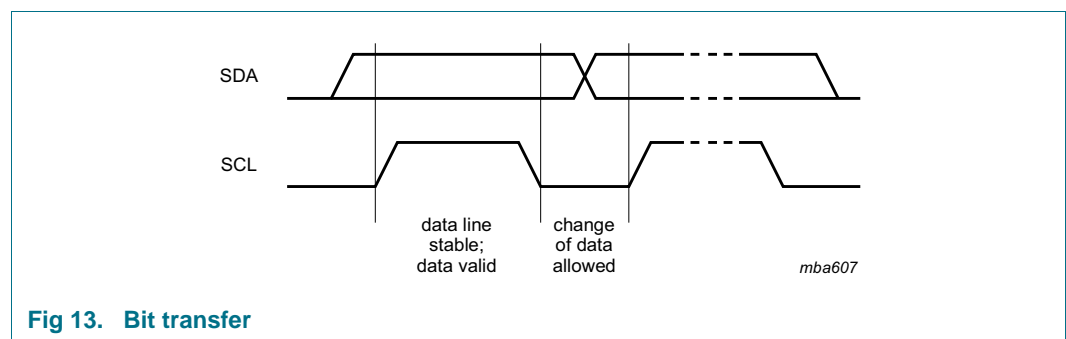 SDA
SCL
data line
stable;
data valid
change
of data
allowed
mba607
Fig 13. Bit transfer